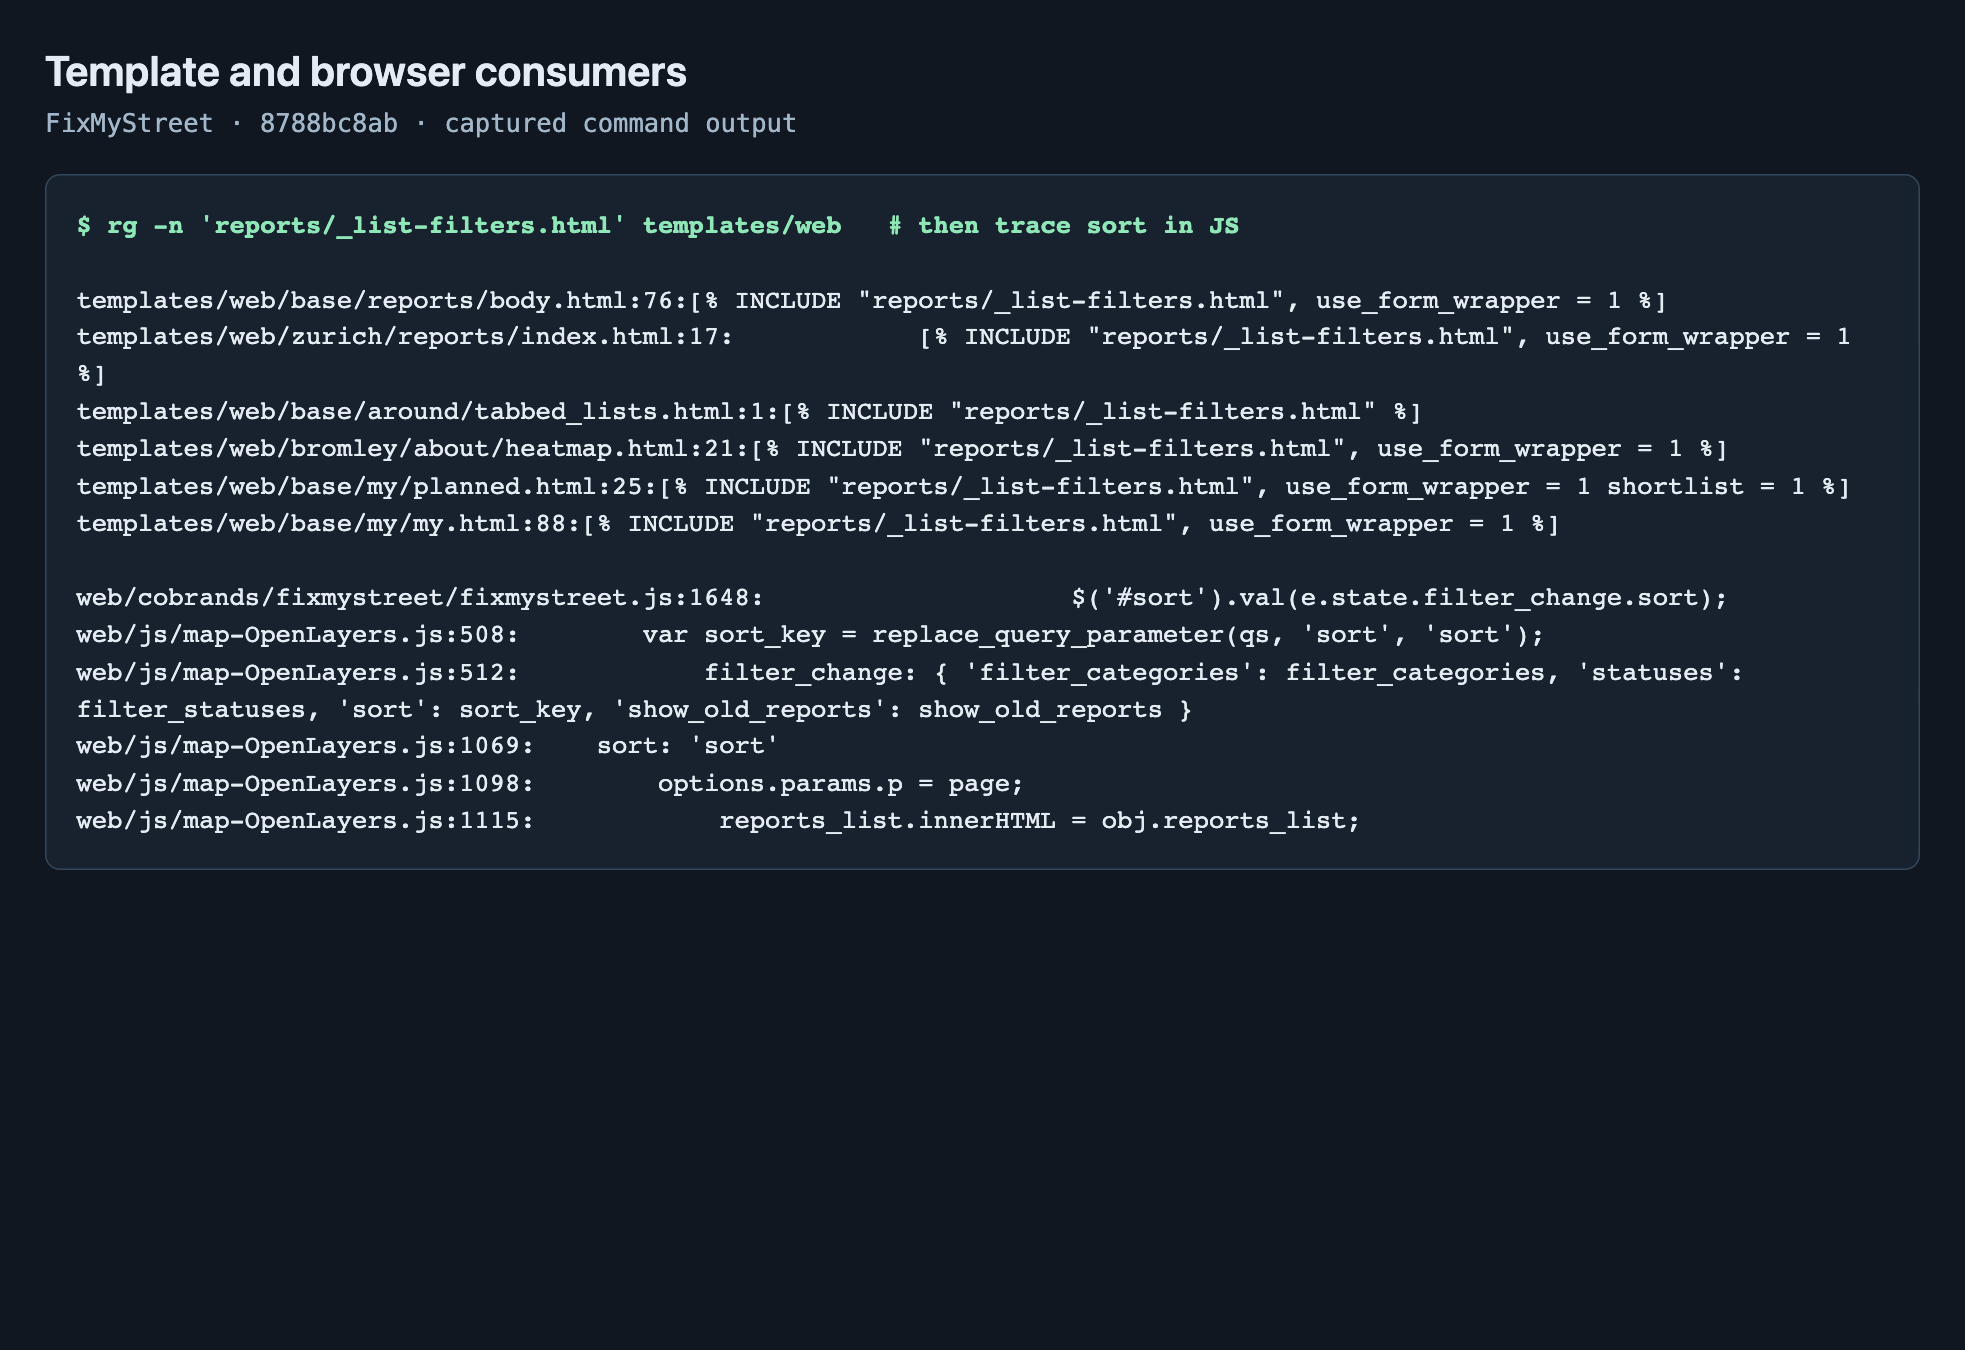 Template and browser consumers
FixMyStreet · 8788bc8ab · captured command output
$ rg -n 'reports/_list-filters.html' templates/web   # then trace sort in JS
templates/web/base/reports/body.html:76:[% INCLUDE "reports/_list-filters.html", use_form_wrapper = 1 %]
templates/web/zurich/reports/index.html:17:            [% INCLUDE "reports/_list-filters.html", use_form_wrapper = 1
%]
templates/web/base/around/tabbed_lists.html:1:[% INCLUDE "reports/_list-filters.html" %]
templates/web/bromley/about/heatmap.html:21:[% INCLUDE "reports/_list-filters.html", use_form_wrapper = 1 %]
templates/web/base/my/planned.html:25:[% INCLUDE "reports/_list-filters.html", use_form_wrapper = 1 shortlist = 1 %]
templates/web/base/my/my.html:88:[% INCLUDE "reports/_list-filters.html", use_form_wrapper = 1 %]
web/cobrands/fixmystreet/fixmystreet.js:1648:                    $('#sort').val(e.state.filter_change.sort);
web/js/map-OpenLayers.js:508:        var sort_key = replace_query_parameter(qs, 'sort', 'sort');
web/js/map-OpenLayers.js:512:            filter_change: { 'filter_categories': filter_categories, 'statuses':
filter_statuses, 'sort': sort_key, 'show_old_reports': show_old_reports }
web/js/map-OpenLayers.js:1069:    sort: 'sort'
web/js/map-OpenLayers.js:1098:        options.params.p = page;
web/js/map-OpenLayers.js:1115:            reports_list.innerHTML = obj.reports_list;